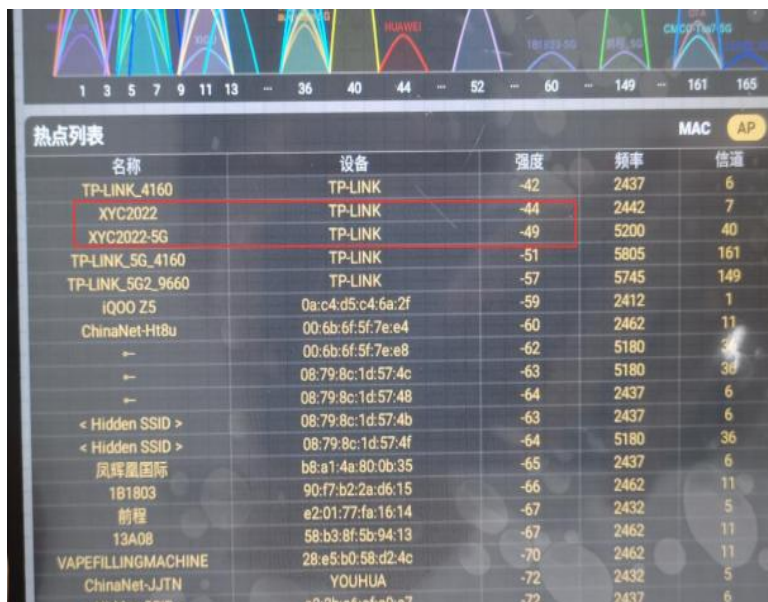 HUAWEI
1B1823-5G
1 3 5 7 9 11 13 ... 36 40 44 ... 52 ... 60 ... 149 ... 161 165
热点列表 MAC AP
名称 设备 强度 频率 信道
TP-LINK_4160 TP-LINK -42 2437 6
XYC2022 TP-LINK -44 2442 7
XYC2022-5G TP-LINK -49 5200 40
TP-LINK_5G_4160 TP-LINK -51 5805 161
TP-LINK_5G2_9660 TP-LINK -57 5745 149
iQOO Z5 0a:c4:d5:c4:6a:2f -59 2412 1
ChinaNet-Ht8u 00:6b:6f:5f:7e:e4 -60 2462 11
00:6b:6f:5f:7e:e8 -62 5180
08:79:8c:1d:57:4c -63 5180 36
08:79:8c:1d:57:48 -64 2437 6
< Hidden SSID > 08:79:8c:1d:57:4b -63 2437 6
< Hidden SSID > 08:79:8c:1d:57:4f -64 5180 36
凤辉凰国际 b8:a1:4a:80:0b:35 -65 2437 6
1B1803 90:f7:b2:2a:d6:15 -66 2462 11
前程 e2:01:77:fa:16:14 -67 2432 5
13A08 58:b3:8f:5b:94:13 -67 2462 11
VAPEFILLINGMACHINE 28:e5:b0:58:d2:4c -70 2462 11
ChinaNet-JJTN YOUHUA -72 2432 5
-72 2437 6